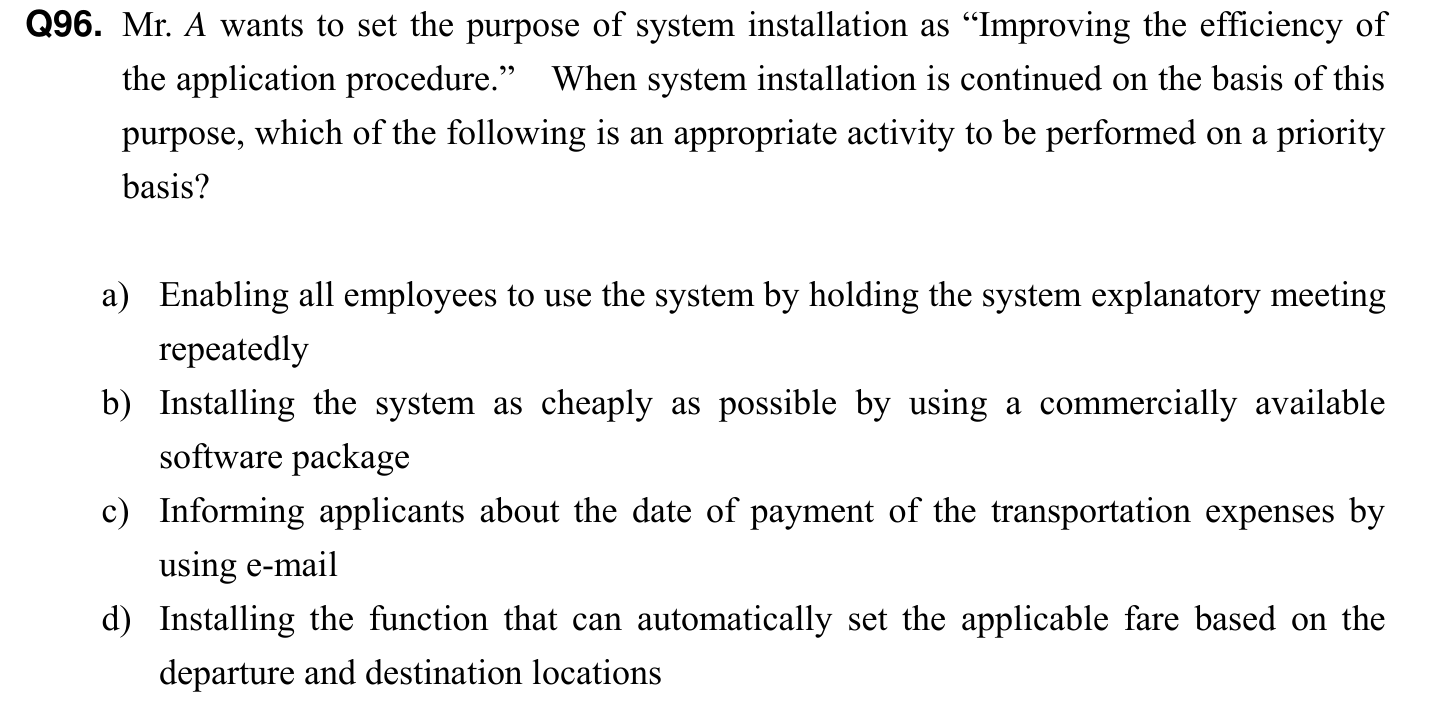 Q96. Mr. A wants to set the purpose of system installation as “Improving the efficiency of
the application procedure.” When system installation is continued on the basis of this
purpose, which of the following is an appropriate activity to be performed on a priority
basis?
a) Enabling all employees to use the system by holding the system explanatory meeting
repeatedly
b) Installing the system as cheaply as possible by using a commercially available
software package
c) Informing applicants about the date of payment of the transportation expenses by
using e-mail
d) Installing the function that can automatically set the applicable fare based on the
departure and destination locations